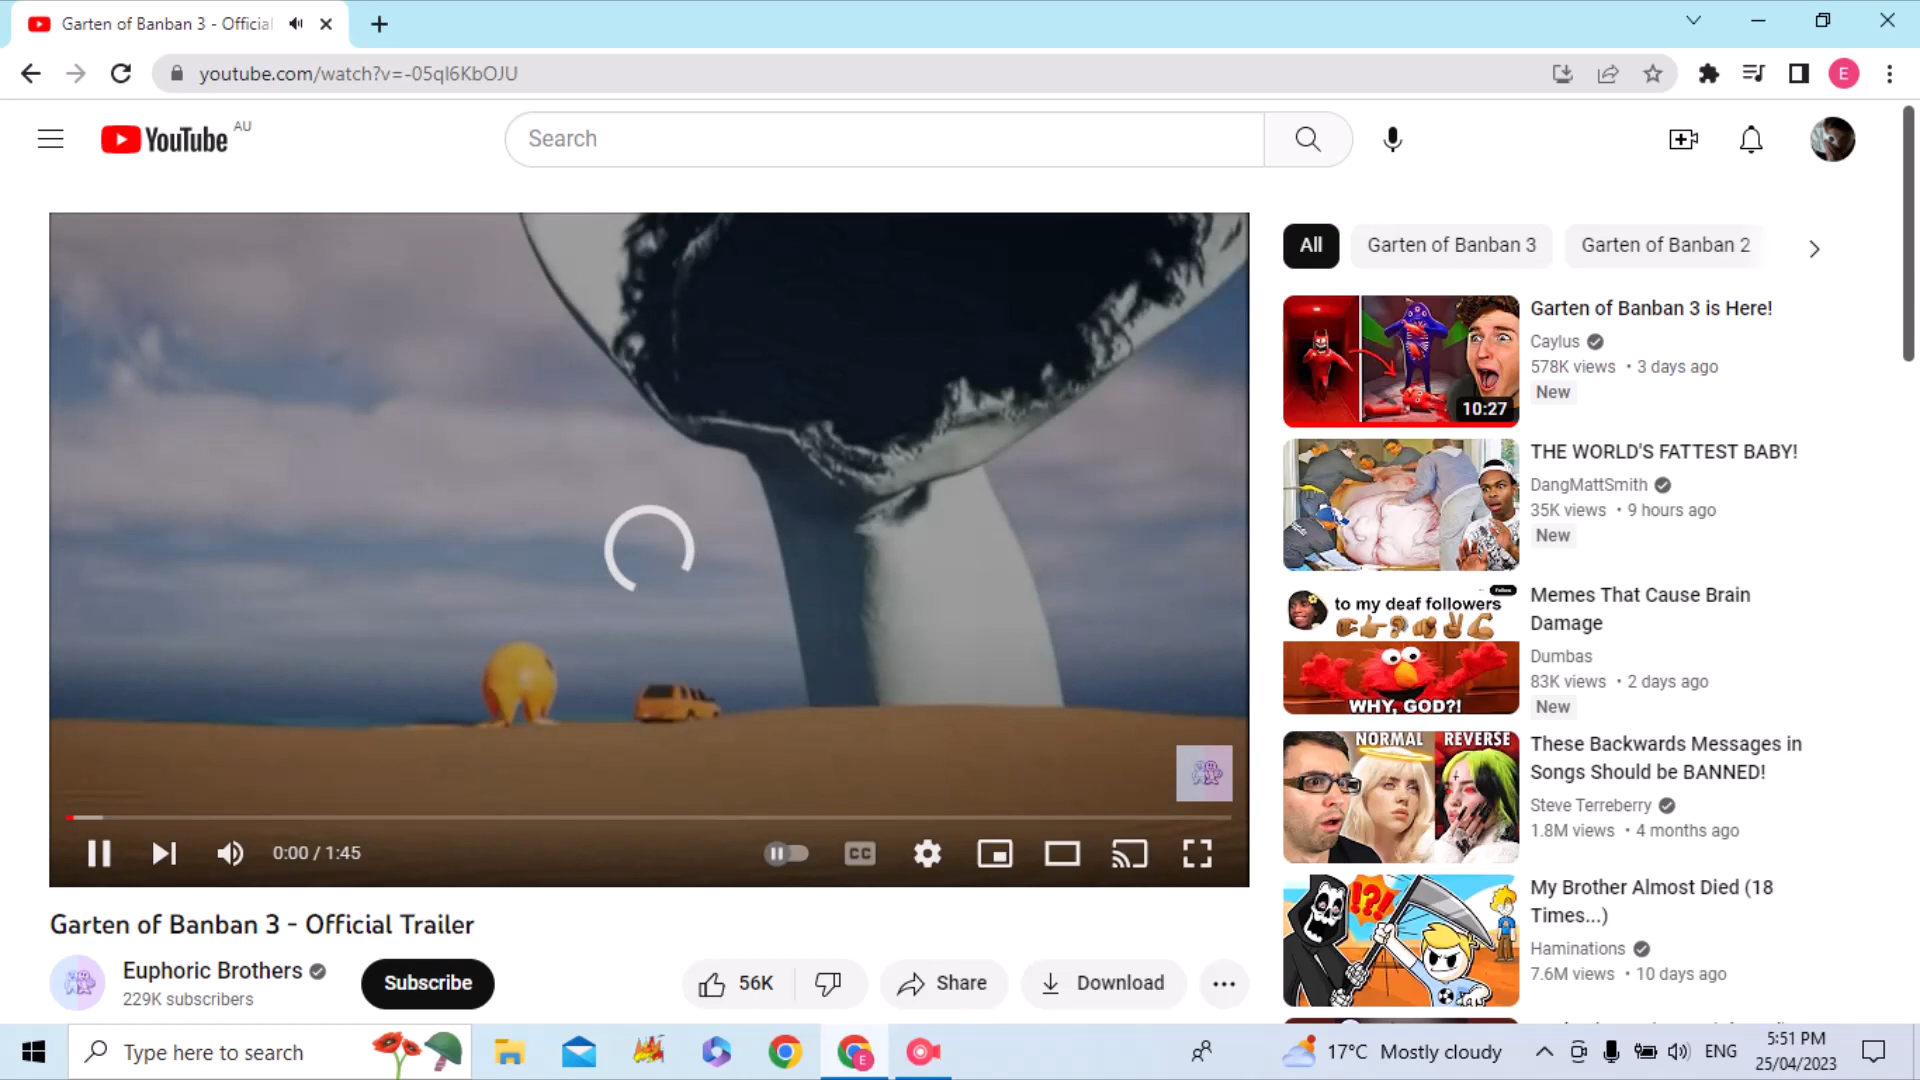 Garten of Banban 3 - Official
youtube.com/watch?v=-05ql6KbOJU
E
YouTube AU
Search
All
Garten of Banban 3
Garten of Banban 2
10:27
Garten of Banban 3 is Here!
Caylus
578K views • 3 days ago
New
THE WORLD'S FATTEST BABY!
DangMattSmith
35K views • 9 hours ago
New
to my deaf followers
WHY, GOD?!
Memes That Cause Brain
Damage
Dumbas
83K views • 2 days ago
New
NORMAL REVERSE
These Backwards Messages in
Songs Should be BANNED!
Steve Terreberry
1.8M views • 4 months ago
!?!
My Brother Almost Died (18
Times...)
Haminations
7.6M views • 10 days ago
0:00 / 1:45
CC
Garten of Banban 3 - Official Trailer
Euphoric Brothers
229K subscribers
Subscribe
56K
Share
Download
Type here to search
E
17°C Mostly cloudy
ENG
5:51 PM
25/04/2023